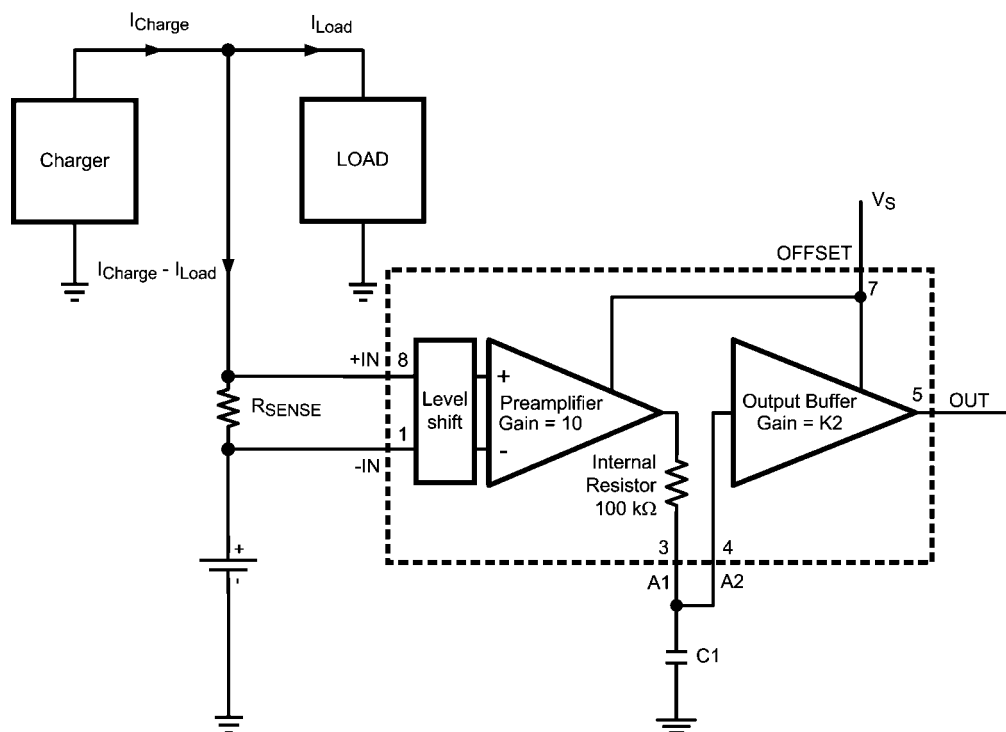 ICharge
ILoad
Charger
LOAD
VS
ICharge - ILoad
OFFSET
7
+IN
8
Level
shift
+
Preamplifier
Gain = 10
-
RSENSE
1
-IN
Output Buffer
Gain = K2
5
OUT
Internal
Resistor
100 kΩ
3
4
A1
A2
+
-
C1